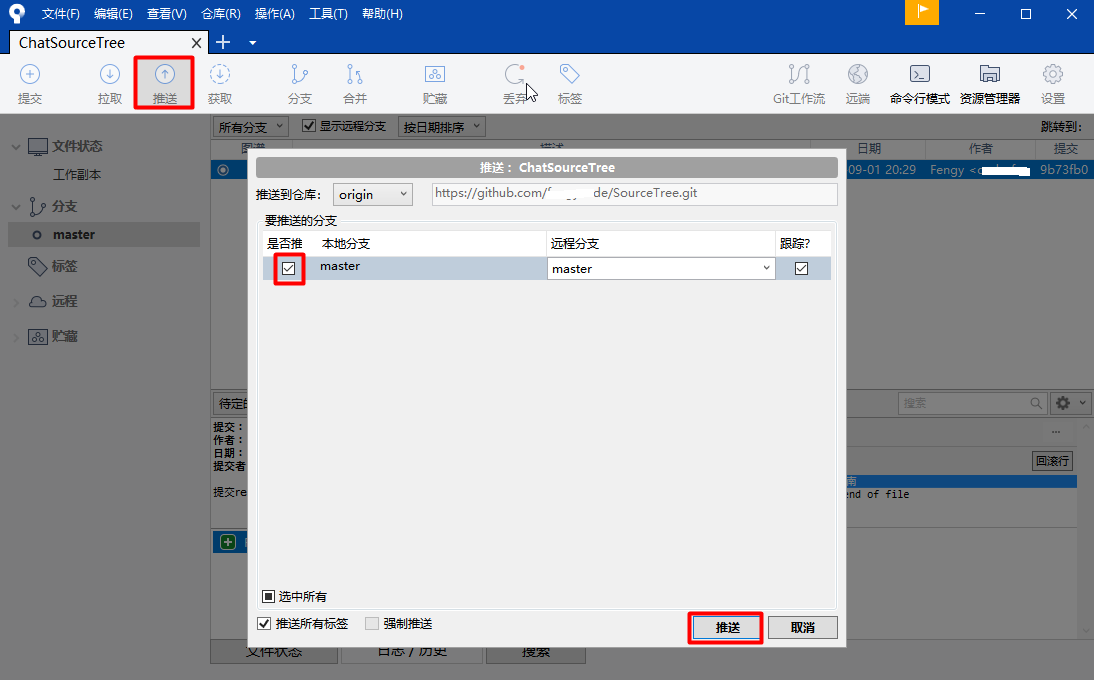 文件(F) 编辑(E) 查看(V) 仓库(R) 操作(A) 工具(T) 帮助(H)
ChatSourceTree
提交 拉取 推送 获取 分支 合并 贮藏 丢弃 标签 Git工作流 远端 命令行模式 资源管理器 设置
文件状态
工作副本
分支
master
标签
远程
贮藏
所有分支 显示远程分支 按日期排序 跳转到:
日期 作者 提交
09-01 20:29 Fengy 9b73fb0
推送： ChatSourceTree
推送到仓库: origin https://github.com/ de/SourceTree.git
要推送的分支
是否推 本地分支 远程分支 跟踪?
master master
选中所有
推送所有标签 强制推送
推送 取消
搜索
提交：
作者：
日期：
提交者
提交re
回滚行
end of file
文件状态 日志 / 历史 搜索